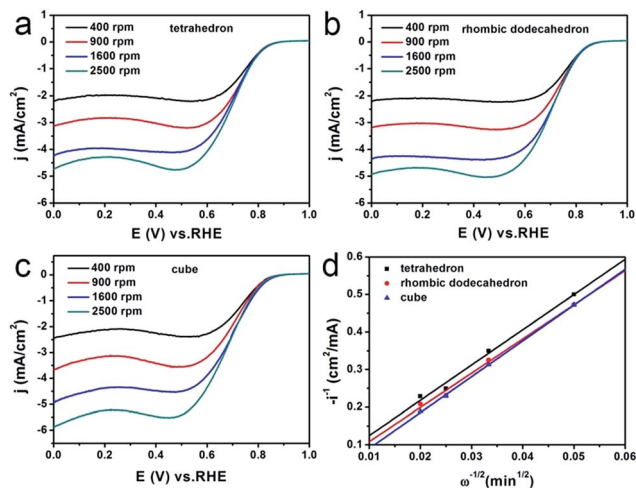 a
400 rpm
900 rpm
1600 rpm
2500 rpm
tetrahedron
0
-1
-2
-3
-4
-5
-6
j (mA/cm²)
0.0 0.2 0.4 0.6 0.8 1.0
E (V) vs.RHE
b
400 rpm
900 rpm
1600 rpm
2500 rpm
rhombic dodecahedron
0
-1
-2
-3
-4
-5
-6
j (mA/cm²)
0.0 0.2 0.4 0.6 0.8 1.0
E (V) vs.RHE
c
400 rpm
900 rpm
1600 rpm
2500 rpm
cube
0
-1
-2
-3
-4
-5
-6
j (mA/cm²)
0.0 0.2 0.4 0.6 0.8 1.0
E (V) vs.RHE
d
tetrahedron
rhombic dodecahedron
cube
0.6
0.5
0.4
0.3
0.2
0.1
-i⁻¹ (cm²/mA)
0.01 0.02 0.03 0.04 0.05 0.06
ω⁻¹/²(min¹/²)